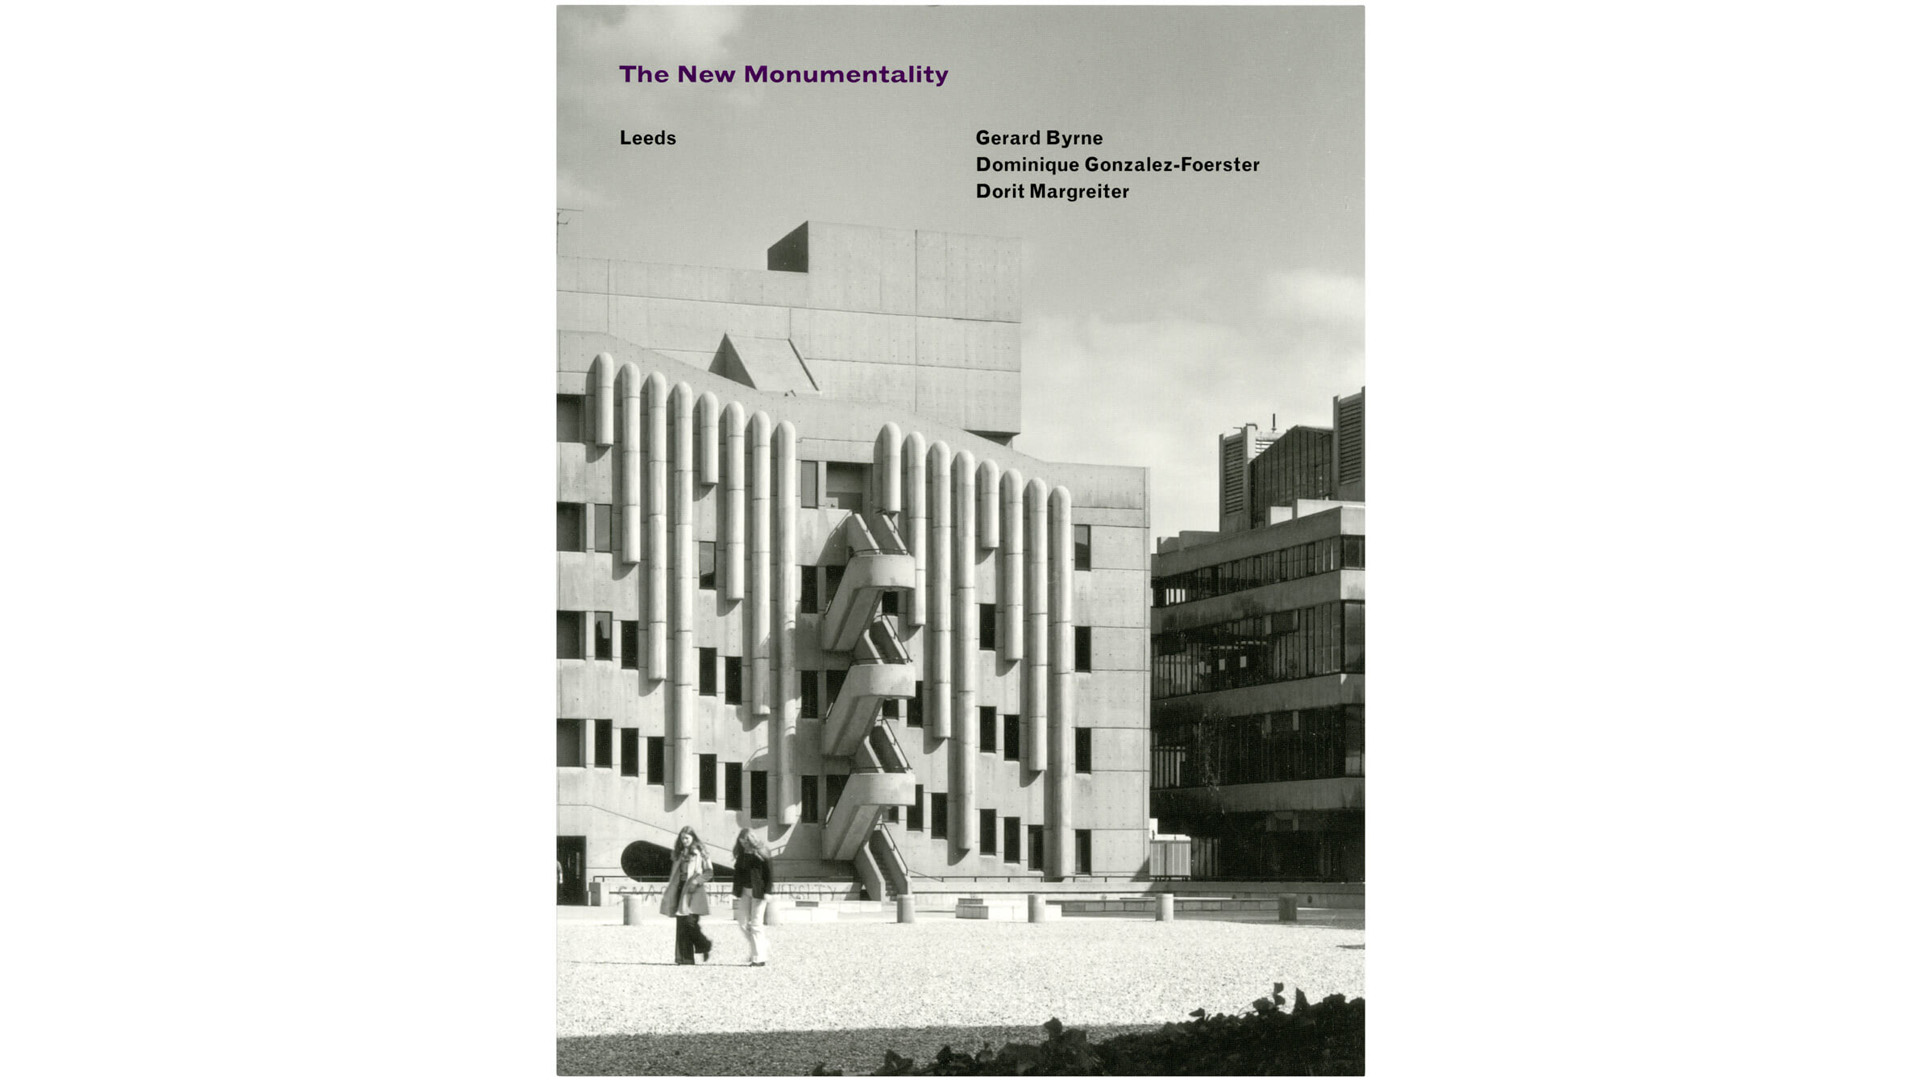 The New Monumentality
Leeds
Gerard Byrne
Dominique Gonzalez-Foerster
Dorit Margreiter